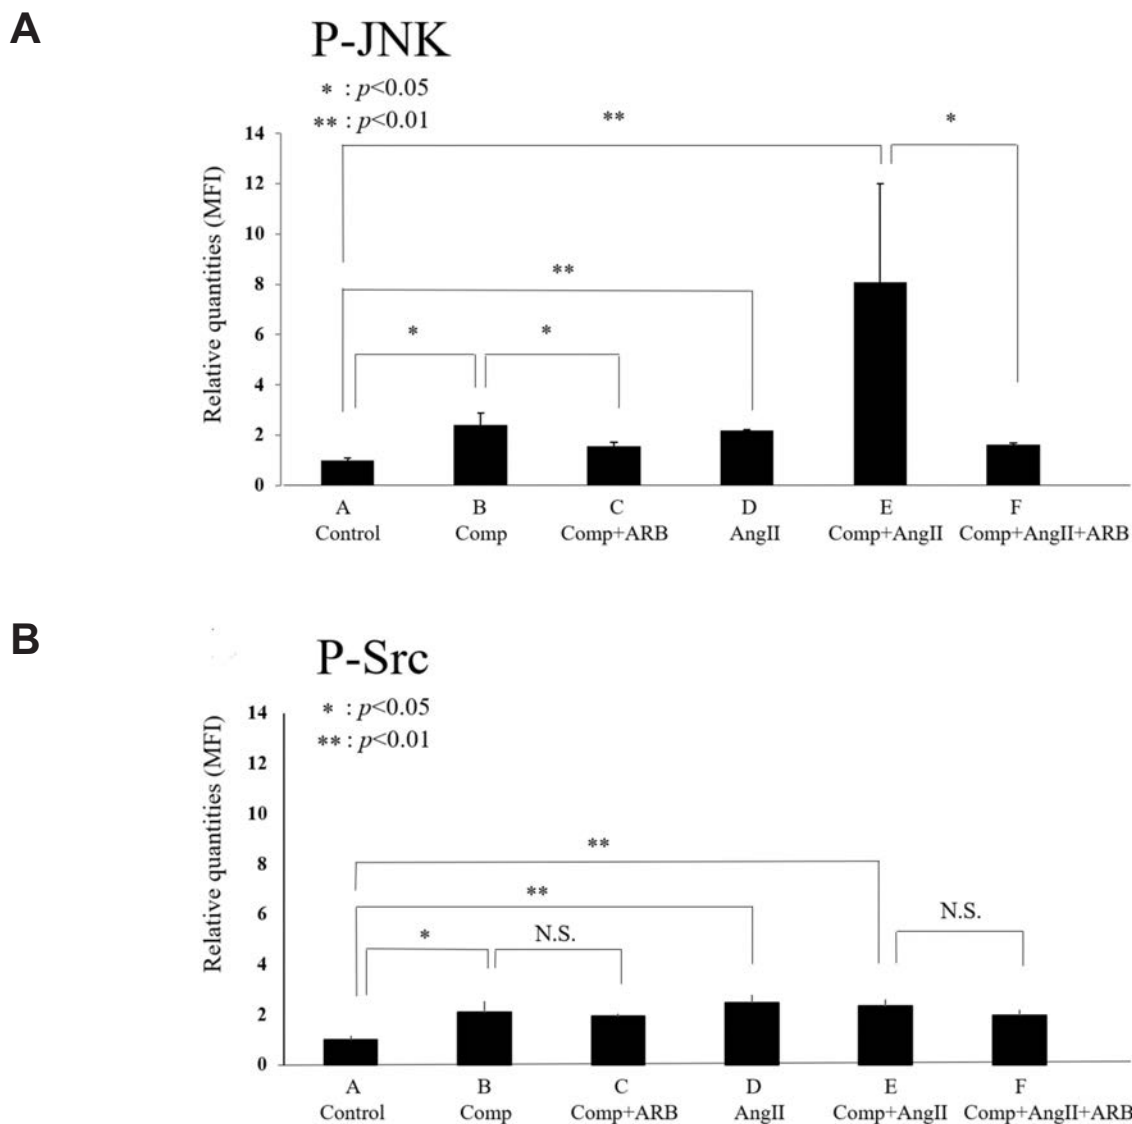 A
P-JNK
* : p<0.05
** : p<0.01
Relative quantities (MFI)
14
12
10
8
6
4
2
0
** *
**
* *
A B C D E F
Control Comp Comp+ARB AngII Comp+AngII Comp+AngII+ARB
B
P-Src
* : p<0.05
** : p<0.01
Relative quantities (MFI)
14
12
10
8
6
4
2
0
**
**
N.S.
* N.S.
A B C D E F
Control Comp Comp+ARB AngII Comp+AngII Comp+AngII+ARB